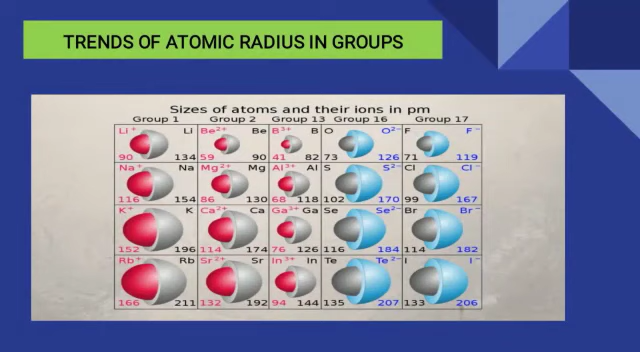 TRENDS OF ATOMIC RADIUS IN GROUPS
Sizes of atoms and their ions in pm
Group 1 Group 2 Group 13 Group 16 Group 17
Li⁺ Li Be²⁺ Be B³⁺ B O O²⁻ F F⁻
90 134 59 90 41 82 73 126 71 119
Na⁺ Na Mg²⁺ Mg Al³⁺ Al S S²⁻ Cl Cl⁻
116 154 86 130 68 118 102 170 99 167
K⁺ K Ca²⁺ Ca Ga³⁺ Ga Se Se²⁻ Br Br⁻
152 196 114 174 76 126 116 184 114 182
Rb⁺ Rb Sr²⁺ Sr In³⁺ In Te Te²⁻ I I⁻
166 211 132 192 94 144 135 207 133 206